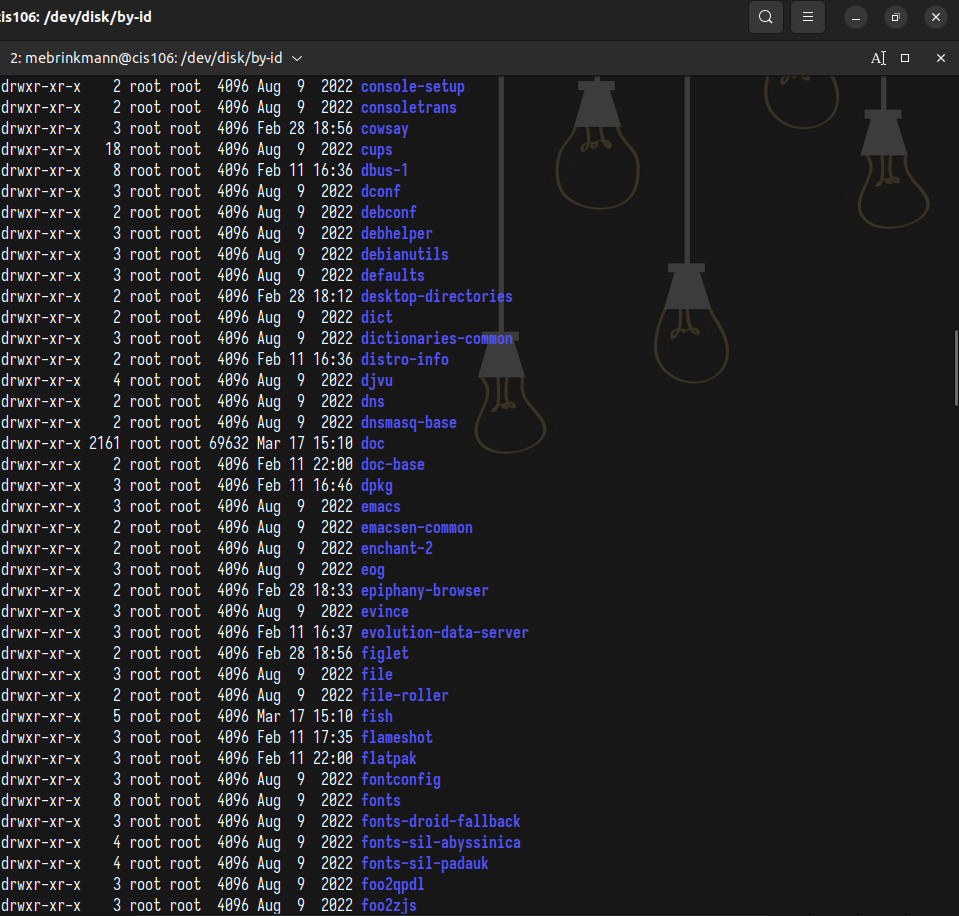 cis106: /dev/disk/by-id
2: mebrinkmann@cis106: /dev/disk/by-id
drwxr-xr-x    2 root root  4096 Aug  9  2022 console-setup
drwxr-xr-x    2 root root  4096 Aug  9  2022 consoletrans
drwxr-xr-x    3 root root  4096 Feb 28 18:56 cowsay
drwxr-xr-x   18 root root  4096 Aug  9  2022 cups
drwxr-xr-x    8 root root  4096 Feb 11 16:36 dbus-1
drwxr-xr-x    3 root root  4096 Aug  9  2022 dconf
drwxr-xr-x    2 root root  4096 Aug  9  2022 debconf
drwxr-xr-x    3 root root  4096 Aug  9  2022 debhelper
drwxr-xr-x    3 root root  4096 Aug  9  2022 debianutils
drwxr-xr-x    3 root root  4096 Aug  9  2022 defaults
drwxr-xr-x    2 root root  4096 Feb 28 18:12 desktop-directories
drwxr-xr-x    2 root root  4096 Aug  9  2022 dict
drwxr-xr-x    3 root root  4096 Aug  9  2022 dictionaries-common
drwxr-xr-x    2 root root  4096 Feb 11 16:36 distro-info
drwxr-xr-x    4 root root  4096 Aug  9  2022 djvu
drwxr-xr-x    2 root root  4096 Aug  9  2022 dns
drwxr-xr-x    2 root root  4096 Aug  9  2022 dnsmasq-base
drwxr-xr-x 2161 root root 69632 Mar 17 15:10 doc
drwxr-xr-x    2 root root  4096 Feb 11 22:00 doc-base
drwxr-xr-x    3 root root  4096 Feb 11 16:46 dpkg
drwxr-xr-x    3 root root  4096 Aug  9  2022 emacs
drwxr-xr-x    2 root root  4096 Aug  9  2022 emacsen-common
drwxr-xr-x    2 root root  4096 Aug  9  2022 enchant-2
drwxr-xr-x    3 root root  4096 Aug  9  2022 eog
drwxr-xr-x    2 root root  4096 Feb 28 18:33 epiphany-browser
drwxr-xr-x    3 root root  4096 Aug  9  2022 evince
drwxr-xr-x    3 root root  4096 Feb 11 16:37 evolution-data-server
drwxr-xr-x    2 root root  4096 Feb 28 18:56 figlet
drwxr-xr-x    3 root root  4096 Aug  9  2022 file
drwxr-xr-x    2 root root  4096 Aug  9  2022 file-roller
drwxr-xr-x    5 root root  4096 Mar 17 15:10 fish
drwxr-xr-x    3 root root  4096 Feb 11 17:35 flameshot
drwxr-xr-x    3 root root  4096 Feb 11 22:00 flatpak
drwxr-xr-x    3 root root  4096 Aug  9  2022 fontconfig
drwxr-xr-x    8 root root  4096 Aug  9  2022 fonts
drwxr-xr-x    3 root root  4096 Aug  9  2022 fonts-droid-fallback
drwxr-xr-x    4 root root  4096 Aug  9  2022 fonts-sil-abyssinica
drwxr-xr-x    4 root root  4096 Aug  9  2022 fonts-sil-padauk
drwxr-xr-x    3 root root  4096 Aug  9  2022 foo2qpdl
drwxr-xr-x    3 root root  4096 Aug  9  2022 foo2zjs